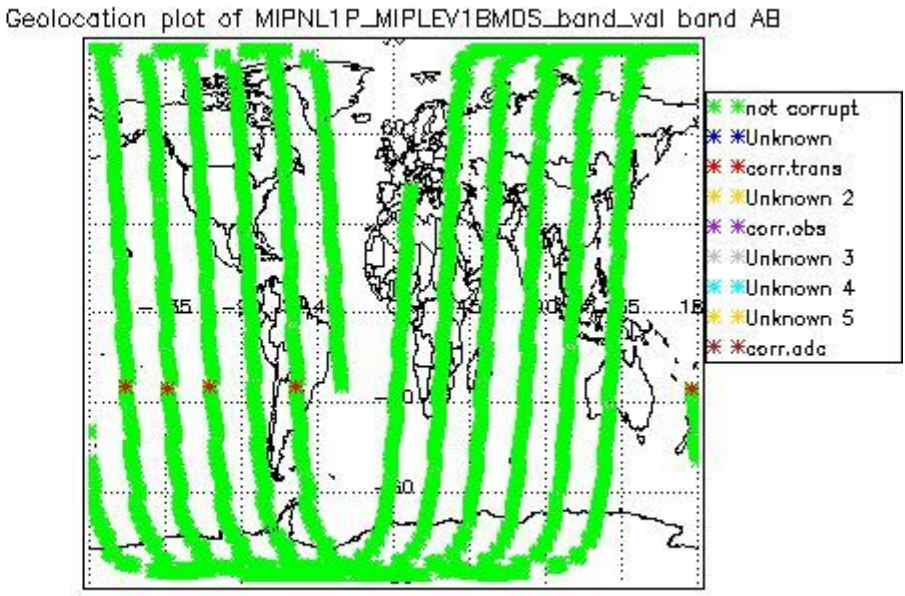 Geolocation plot of MIPNL1P_MIPLEV1BMDS_band_val band AB
not corrupt
Unknown
corr.trans
Unknown 2
corr.obs
Unknown 3
Unknown 4
Unknown 5
corr.adc